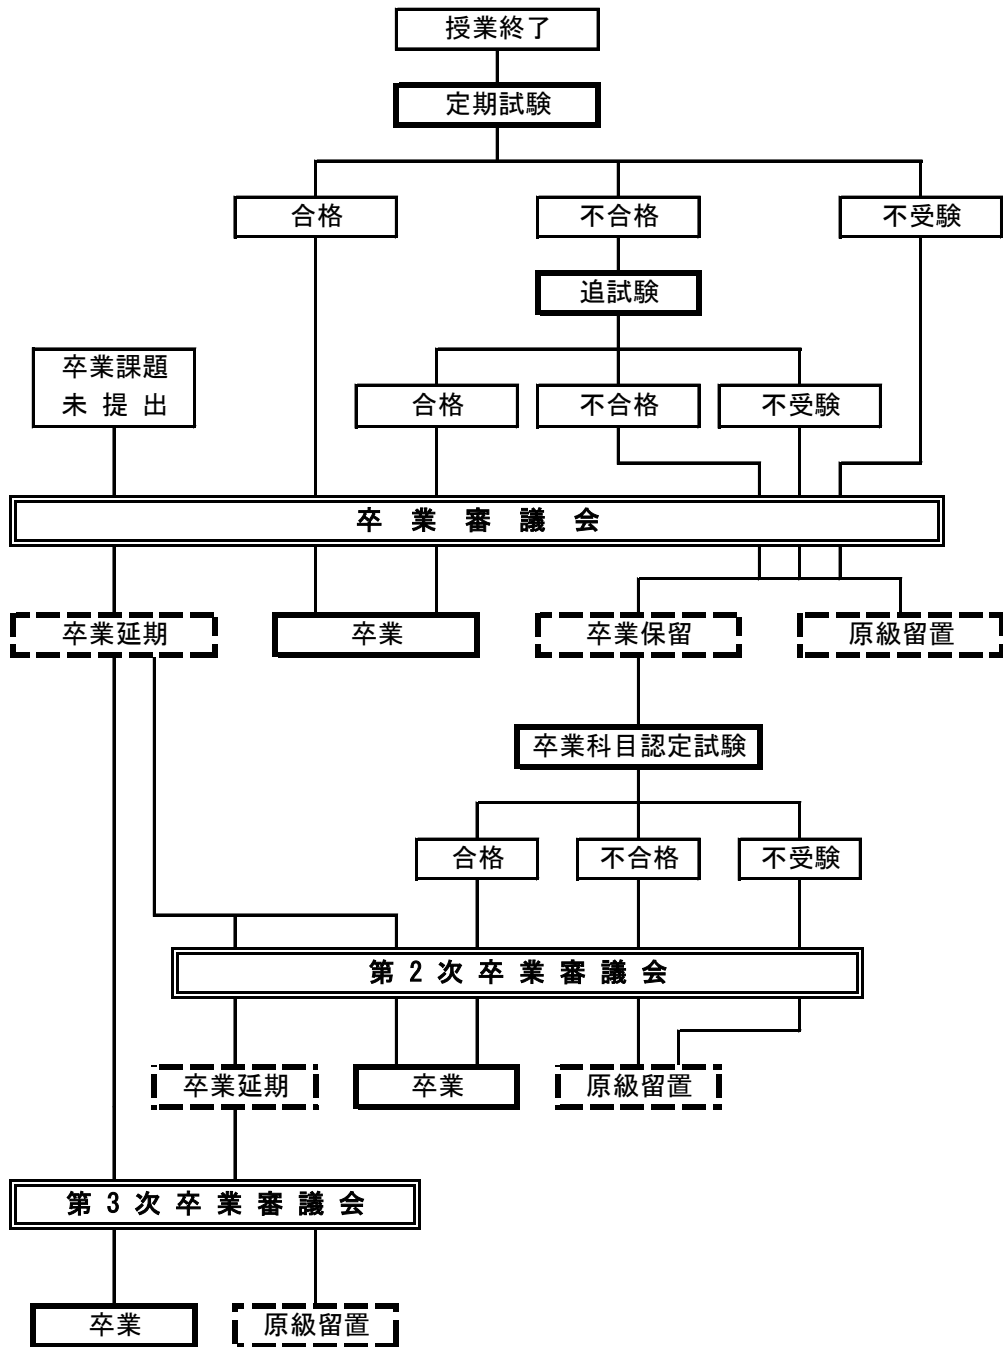 授業終了
定期試験
合格
不合格
不受験
追試験
卒業課題
未提出
合格
不合格
不受験
卒業審議会
卒業延期
卒業
卒業保留
原級留置
卒業科目認定試験
合格
不合格
不受験
第2次卒業審議会
卒業延期
卒業
原級留置
第3次卒業審議会
卒業
原級留置